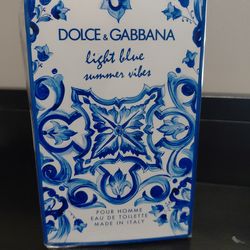 DOLCE & GABBANA
light blue
summer vibes
POUR HOMME
EAU DE TOILETTE
MADE IN ITALY